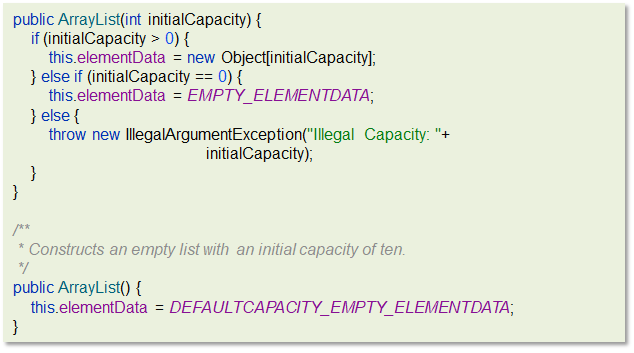 public ArrayList(int initialCapacity) {
if (initialCapacity > 0) {
this.elementData = new Object[initialCapacity];
} else if (initialCapacity == 0) {
this.elementData = EMPTY_ELEMENTDATA;
} else {
throw new IllegalArgumentException("Illegal Capacity: "+
initialCapacity);
}
}
/**
* Constructs an empty list with an initial capacity of ten.
*/
public ArrayList() {
this.elementData = DEFAULTCAPACITY_EMPTY_ELEMENTDATA;
}